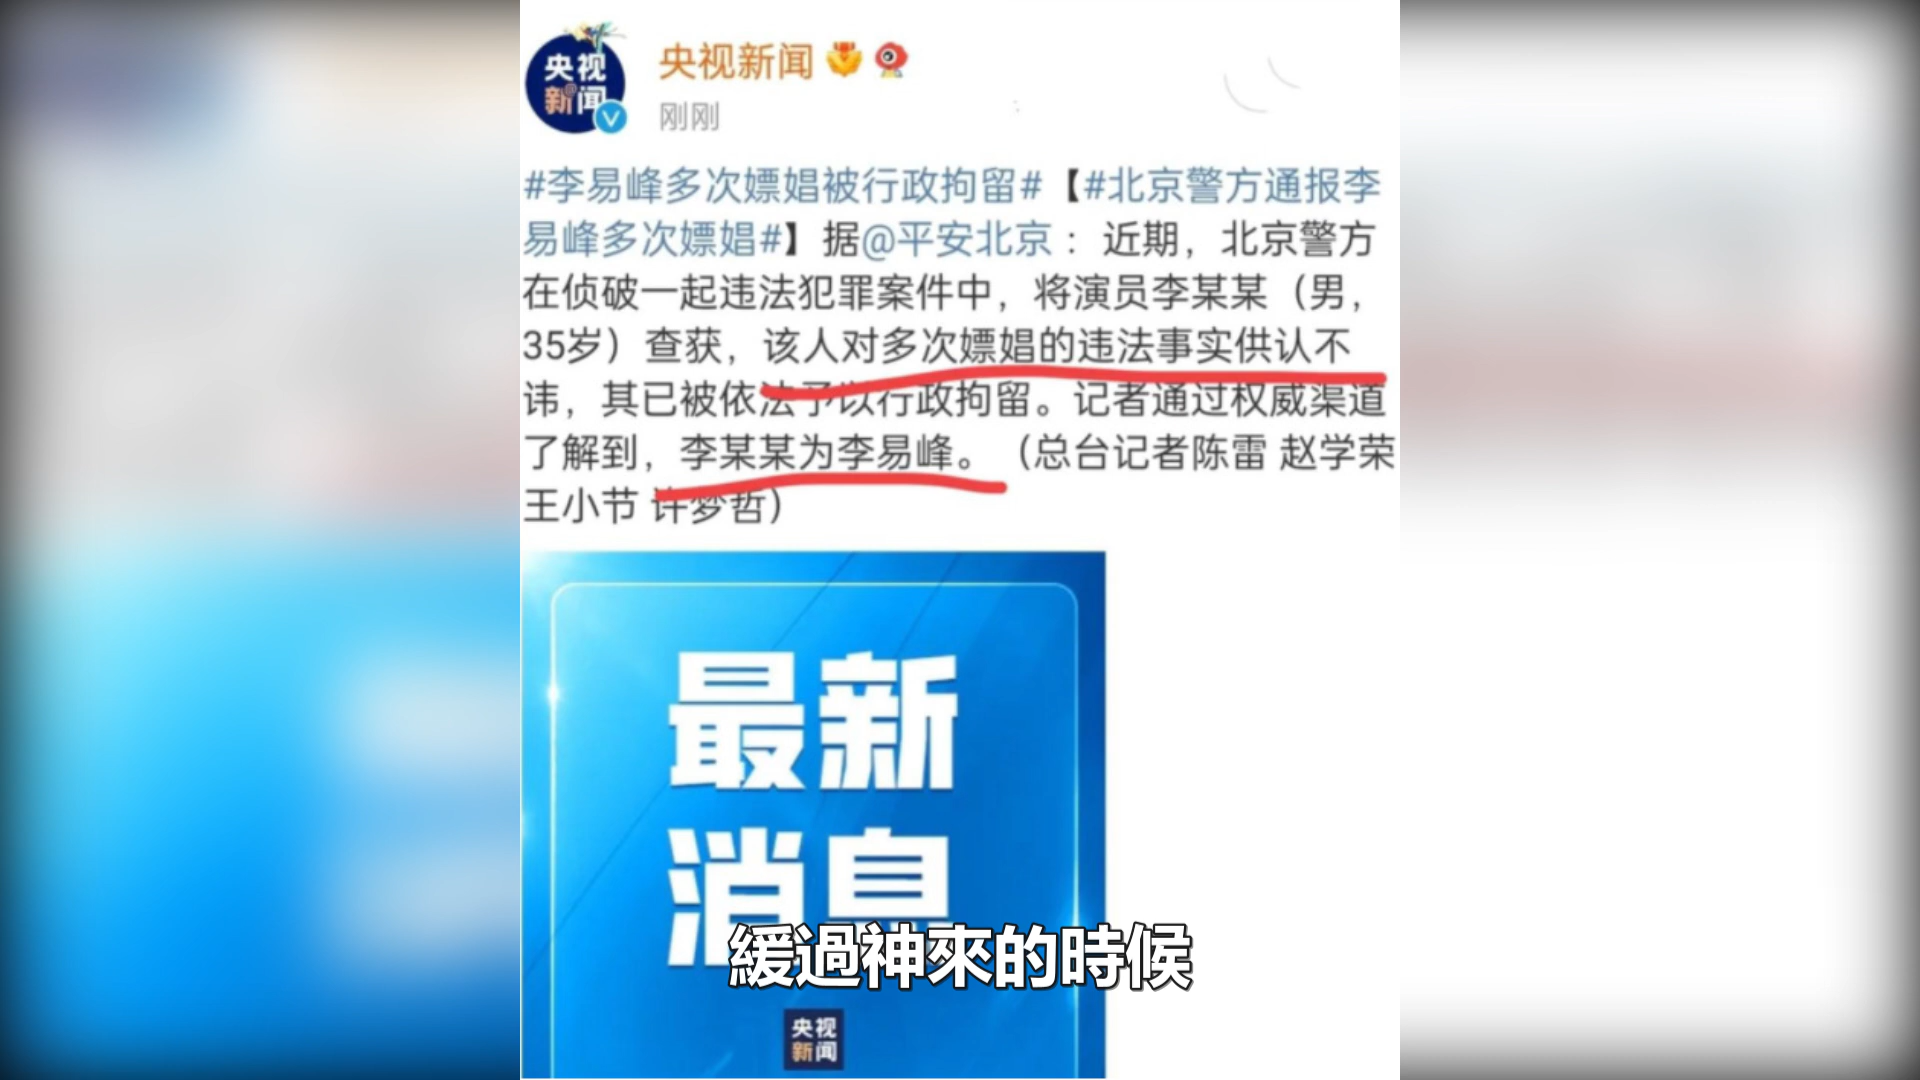 央视
新闻
央视新闻
刚刚
#李易峰多次嫖娼被行政拘留#【#北京警方通报李
易峰多次嫖娼#】据@平安北京：近期，北京警方
在侦破一起违法犯罪案件中，将演员李某某（男，
35岁）查获，该人对多次嫖娼的违法事实供认不
讳，其已被依法予以行政拘留。记者通过权威渠道
了解到，李某某为李易峰。（总台记者陈雷 赵学荣
王小节 许梦哲）
最新
消息
緩過神來的時候
央视
新闻